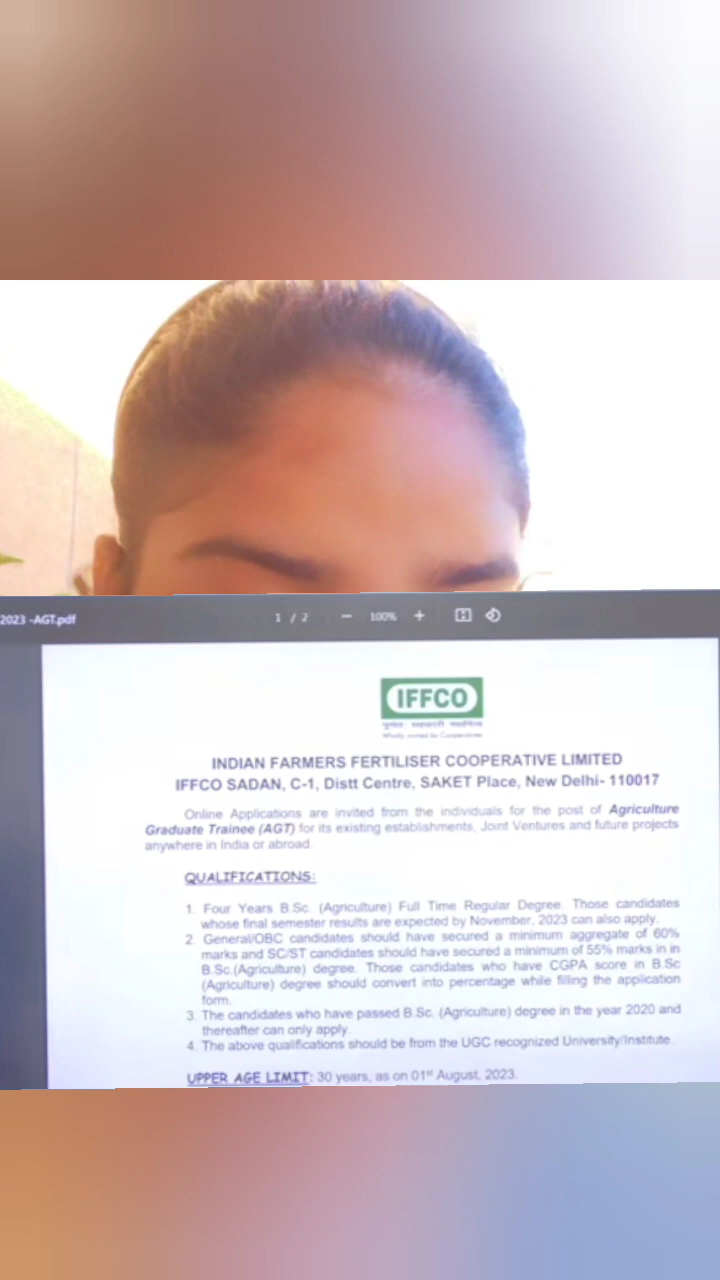 2023 -AGT.pdf
1 / 2
100%
IFFCO
Wholly owned by Cooperatives
INDIAN FARMERS FERTILISER COOPERATIVE LIMITED
IFFCO SADAN, C-1, Distt Centre, SAKET Place, New Delhi- 110017
Online Applications are invited from the individuals for the post of Agriculture
Graduate Trainee (AGT) for its existing establishments, Joint Ventures and future projects
anywhere in India or abroad.
QUALIFICATIONS:
1. Four Years B.Sc. (Agriculture) Full Time Regular Degree. Those candidates
whose final semester results are expected by November, 2023 can also apply.
2. General/OBC candidates should have secured a minimum aggregate of 60%
marks and SC/ST candidates should have secured a minimum of 55% marks in in
B.Sc.(Agriculture) degree. Those candidates who have CGPA score in B.Sc
(Agriculture) degree should convert into percentage while filling the application
form.
3. The candidates who have passed B.Sc. (Agriculture) degree in the year 2020 and
thereafter can only apply.
4. The above qualifications should be from the UGC recognized University/Institute.
UPPER AGE LIMIT: 30 years, as on 01st August, 2023.